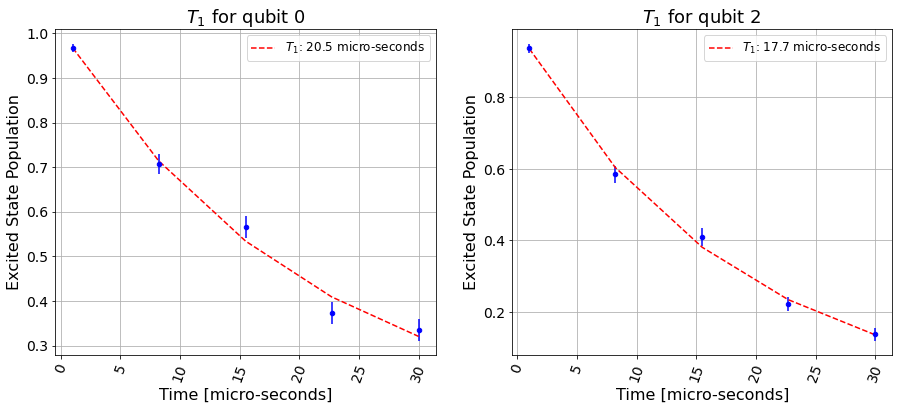 T₁ for qubit 0
T₁: 20.5 micro-seconds
Excited State Population
1.0
0.9
0.8
0.7
0.6
0.5
0.4
0.3
0 5 10 15 20 25 30
Time [micro-seconds]
T₁ for qubit 2
T₁: 17.7 micro-seconds
Excited State Population
0.8
0.6
0.4
0.2
0 5 10 15 20 25 30
Time [micro-seconds]